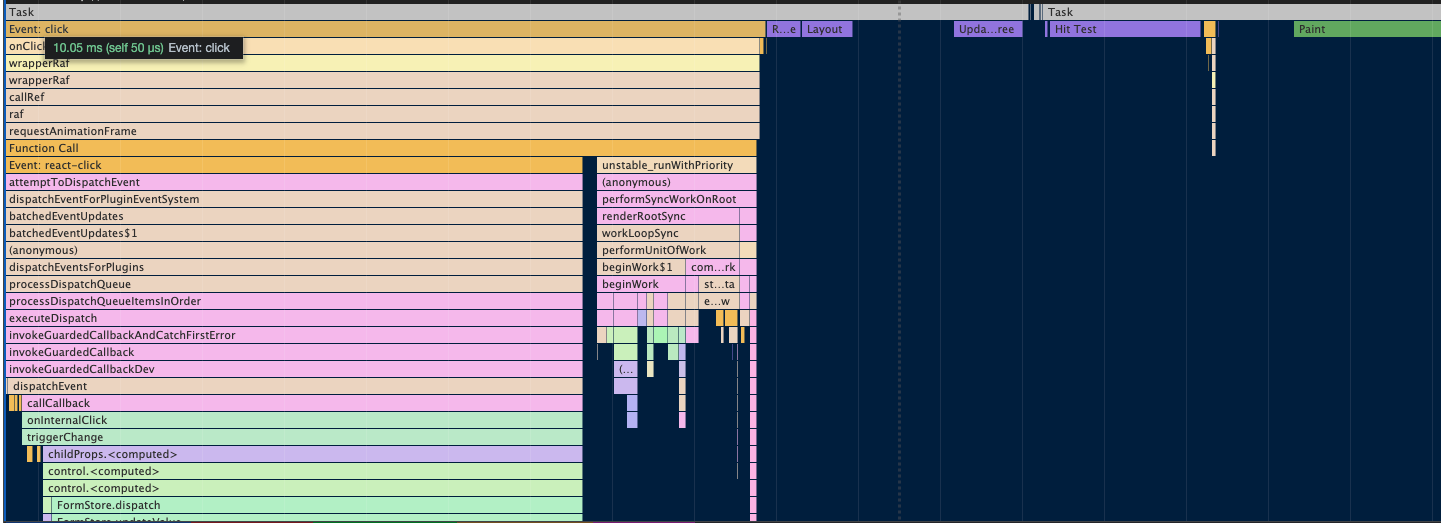 Task Task
Event: click R...e Layout Upda...ree Hit Test Paint
onClic 10.05 ms (self 50 μs) Event: click
wrapperRaf
wrapperRaf
callRef
raf
requestAnimationFrame
Function Call
Event: react-click unstable_runWithPriority
attemptToDispatchEvent (anonymous)
dispatchEventForPluginEventSystem performSyncWorkOnRoot
batchedEventUpdates renderRootSync
batchedEventUpdates$1 workLoopSync
(anonymous) performUnitOfWork
dispatchEventsForPlugins beginWork$1 com...rk
processDispatchQueue beginWork st...ta
processDispatchQueueItemsInOrder e...w
executeDispatch
invokeGuardedCallbackAndCatchFirstError
invokeGuardedCallback
invokeGuardedCallbackDev (...
dispatchEvent
callCallback
onInternalClick
triggerChange
childProps.<computed>
control.<computed>
control.<computed>
FormStore.dispatch
FormStore.updateValue